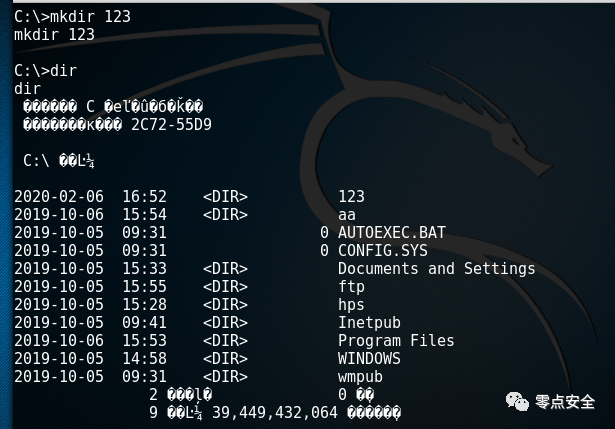 C:\>mkdir 123
mkdir 123
C:\>dir
dir
C
2C72-55D9
C:\
2020-02-06 16:52 <DIR> 123
2019-10-06 15:54 <DIR> aa
2019-10-05 09:31 0 AUTOEXEC.BAT
2019-10-05 09:31 0 CONFIG.SYS
2019-10-05 15:33 <DIR> Documents and Settings
2019-10-05 15:55 <DIR> ftp
2019-10-05 15:28 <DIR> hps
2019-10-05 09:41 <DIR> Inetpub
2019-10-06 15:53 <DIR> Program Files
2019-10-05 14:58 <DIR> WINDOWS
2019-10-05 09:31 <DIR> wmpub
2 0
9 39,449,432,064
零点安全